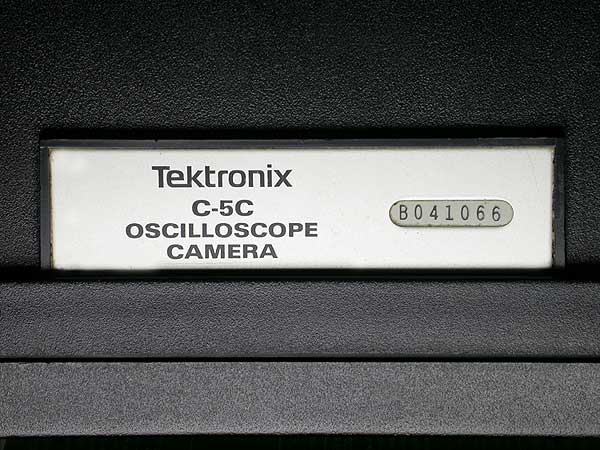 Tektronix
C-5C
OSCILLOSCOPE
CAMERA
B041066